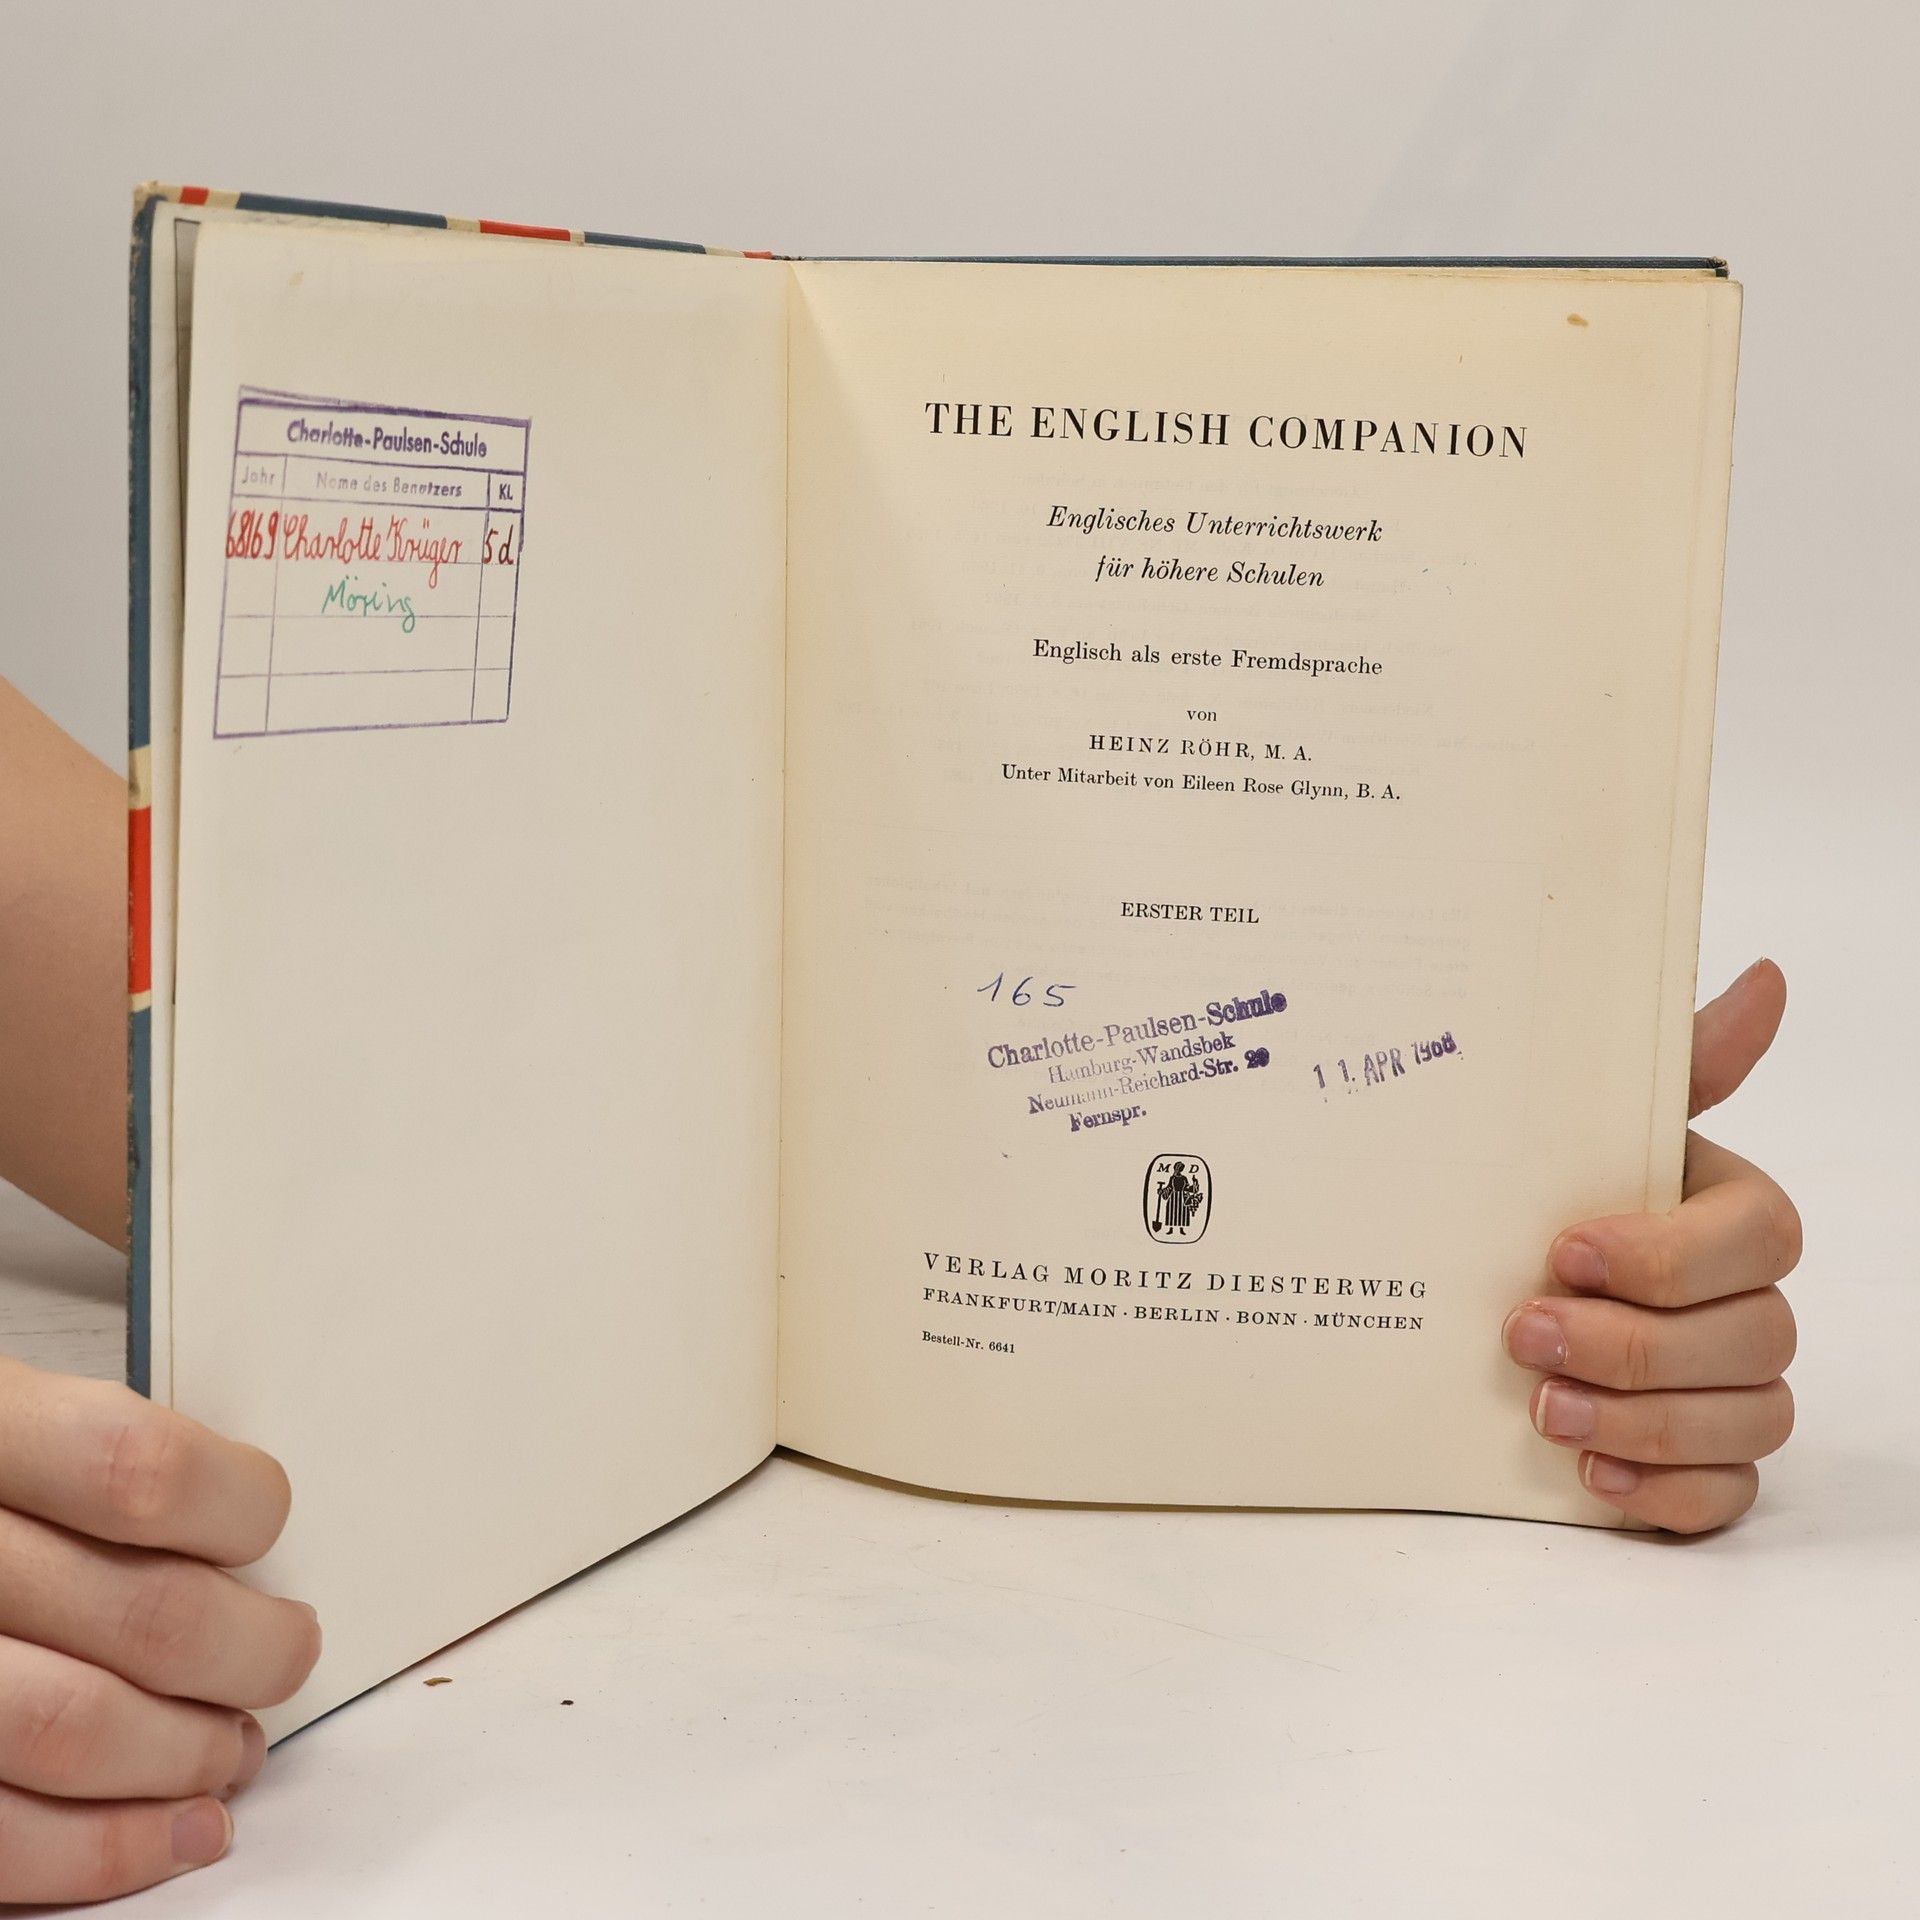 Charlotte-Paulsen-Schule
Jahr Name des Benutzers Kl.
68/69 Charlotte Krüger 5d
Möring
THE ENGLISH COMPANION
Englisches Unterrichtswerk
für höhere Schulen
Englisch als erste Fremdsprache
von
HEINZ RÖHR, M. A.
Unter Mitarbeit von Eileen Rose Glynn, B. A.
ERSTER TEIL
165
Charlotte-Paulsen-Schule
Hamburg-Wandsbek
Neumann-Reichard-Str. 29
Fernspr.
11. APR 1968
M D
VERLAG MORITZ DIESTERWEG
FRANKFURT/MAIN · BERLIN · BONN · MÜNCHEN
Bestell-Nr. 6641